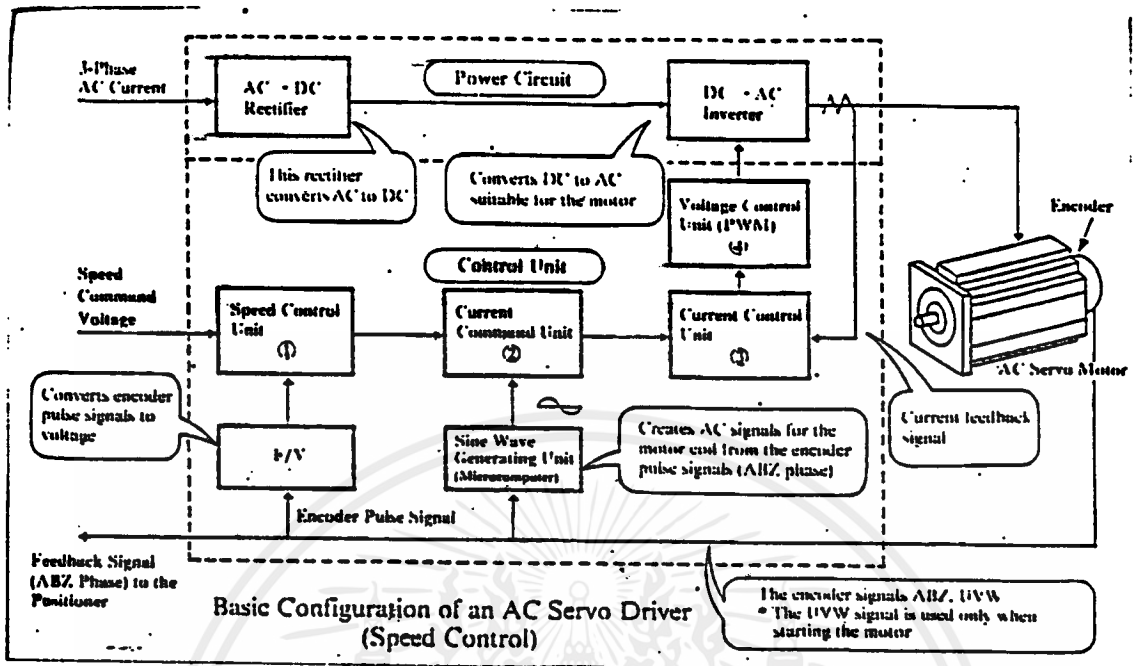 3-Phase
AC Current
AC - DC
Rectifier
Power Circuit
DC - AC
Inverter
This rectifier
converts AC to DC
Converts DC to AC
suitable for the motor
Voltage Control
Unit (PWM)
④
Encoder
Control Unit
Speed
Command
Voltage
Speed Control
Unit
①
Current
Command Unit
②
Current Control
Unit
③
AC Servo Motor
Converts encoder
pulse signals to
voltage
F/V
Sine Wave
Generating Unit
(Microcomputer)
Creates AC signals for the
motor coil from the encoder
pulse signals (ABZ phase)
Current feedback
signal
Encoder Pulse Signal
Feedback Signal
(ABZ Phase) to the
Positioner
The encoder signals ABZ, UVW
* The UVW signal is used only when
starting the motor
Basic Configuration of an AC Servo Driver
(Speed Control)